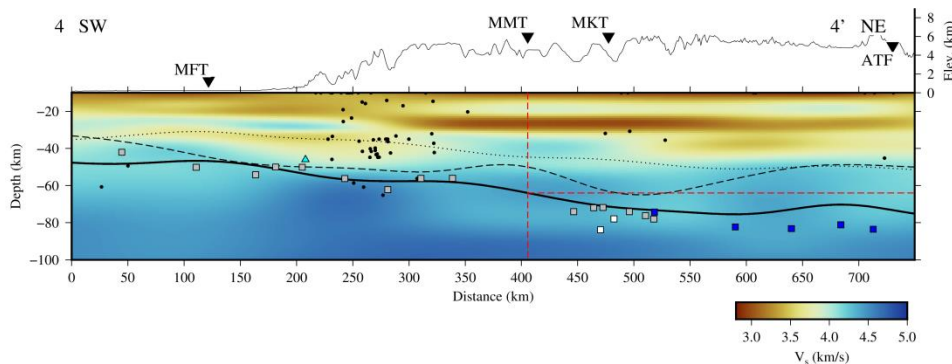 4 SW
MMT
MKT
4' NE
MFT
ATF
8
6
4
2
0
Elev. (km)
−20
−40
−60
−80
−100
Depth (km)
0 50 100 150 200 250 300 350 400 450 500 550 600 650 700
Distance (km)
3.0 3.5 4.0 4.5 5.0
Vs (km/s)